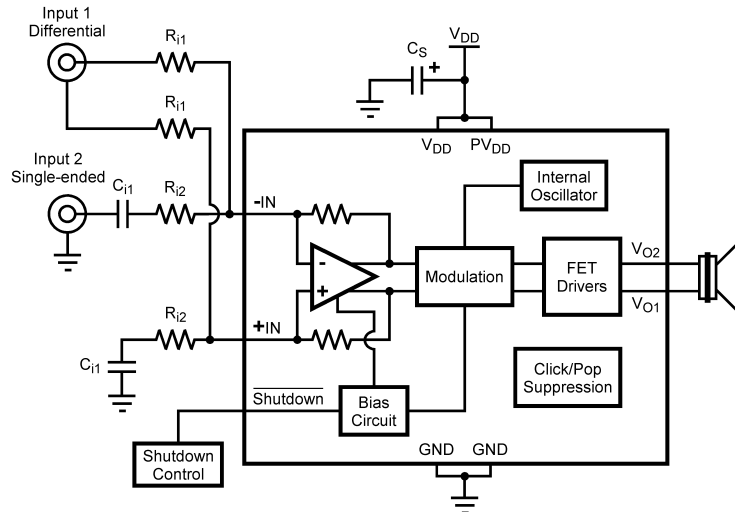 Input 1
Differential
Ri1
Ri1
CS
+
VDD
VDD
PVDD
Input 2
Single-ended
Ci1
Ri2
-IN
Internal
Oscillator
-
+
Modulation
FET
Drivers
VO2
VO1
Ri2
+IN
Ci1
Click/Pop
Suppression
Shutdown
Bias
Circuit
Shutdown
Control
GND
GND